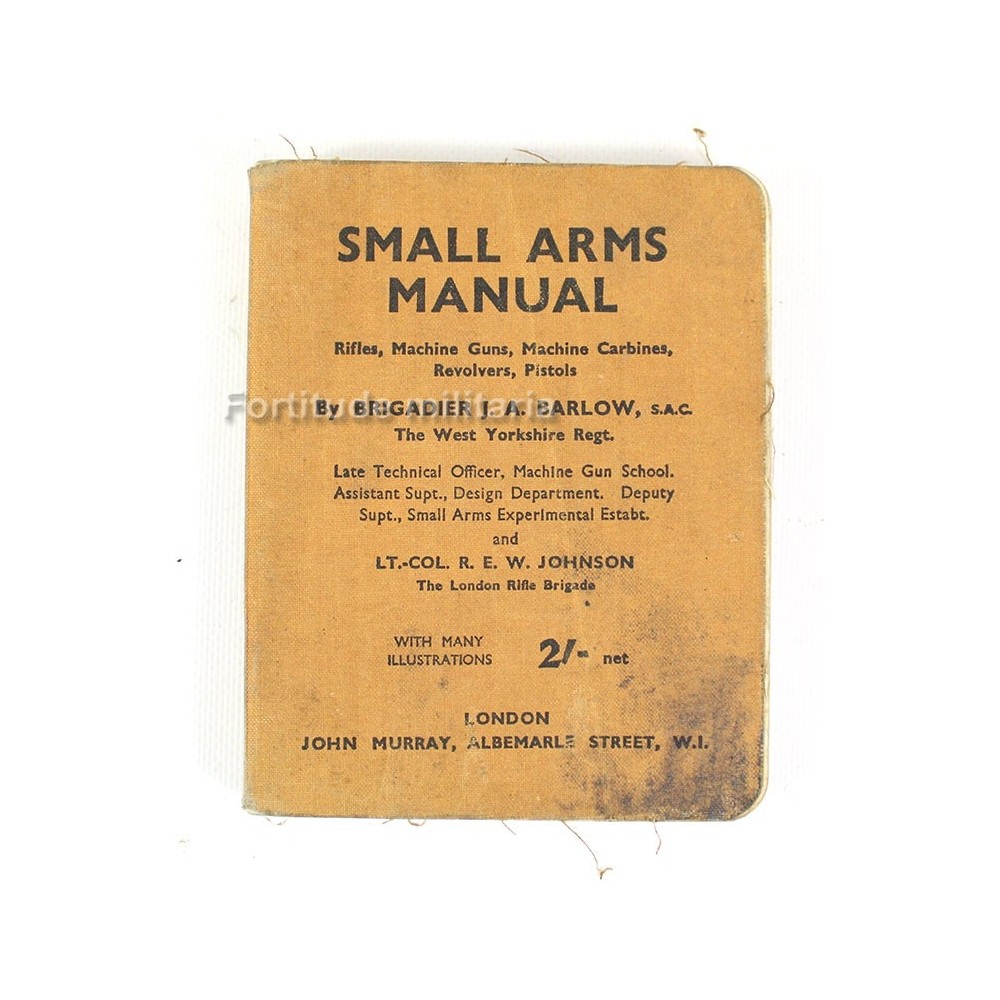 SMALL ARMS
MANUAL
Rifles, Machine Guns, Machine Carbines,
Revolvers, Pistols
Fortitude militaria
By BRIGADIER J. A. BARLOW, S.A.C.
The West Yorkshire Regt.
Late Technical Officer, Machine Gun School.
Assistant Supt., Design Department. Deputy
Supt., Small Arms Experimental Estabt.
and
LT.-COL. R. E. W. JOHNSON
The London Rifle Brigade
WITH MANY
ILLUSTRATIONS 2/- net
LONDON
JOHN MURRAY, ALBEMARLE STREET, W.I.